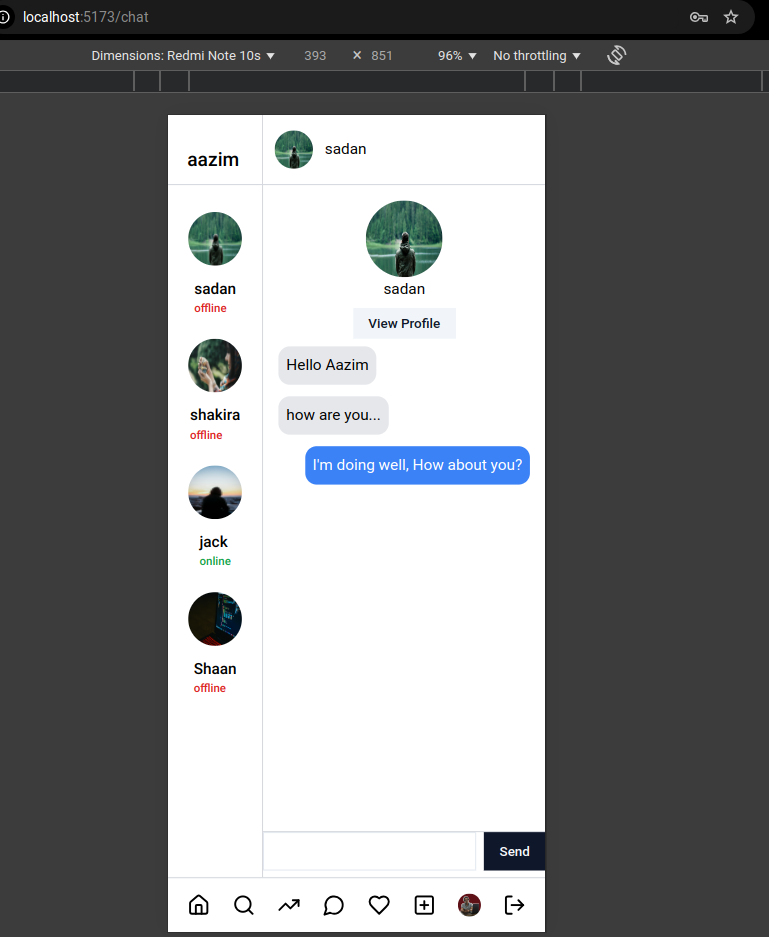 localhost:5173/chat
Dimensions: Redmi Note 10s 393 × 851 96% No throttling
aazim
sadan
sadan
offline
shakira
offline
jack
online
Shaan
offline
sadan
View Profile
Hello Aazim
how are you...
I'm doing well, How about you?
Send